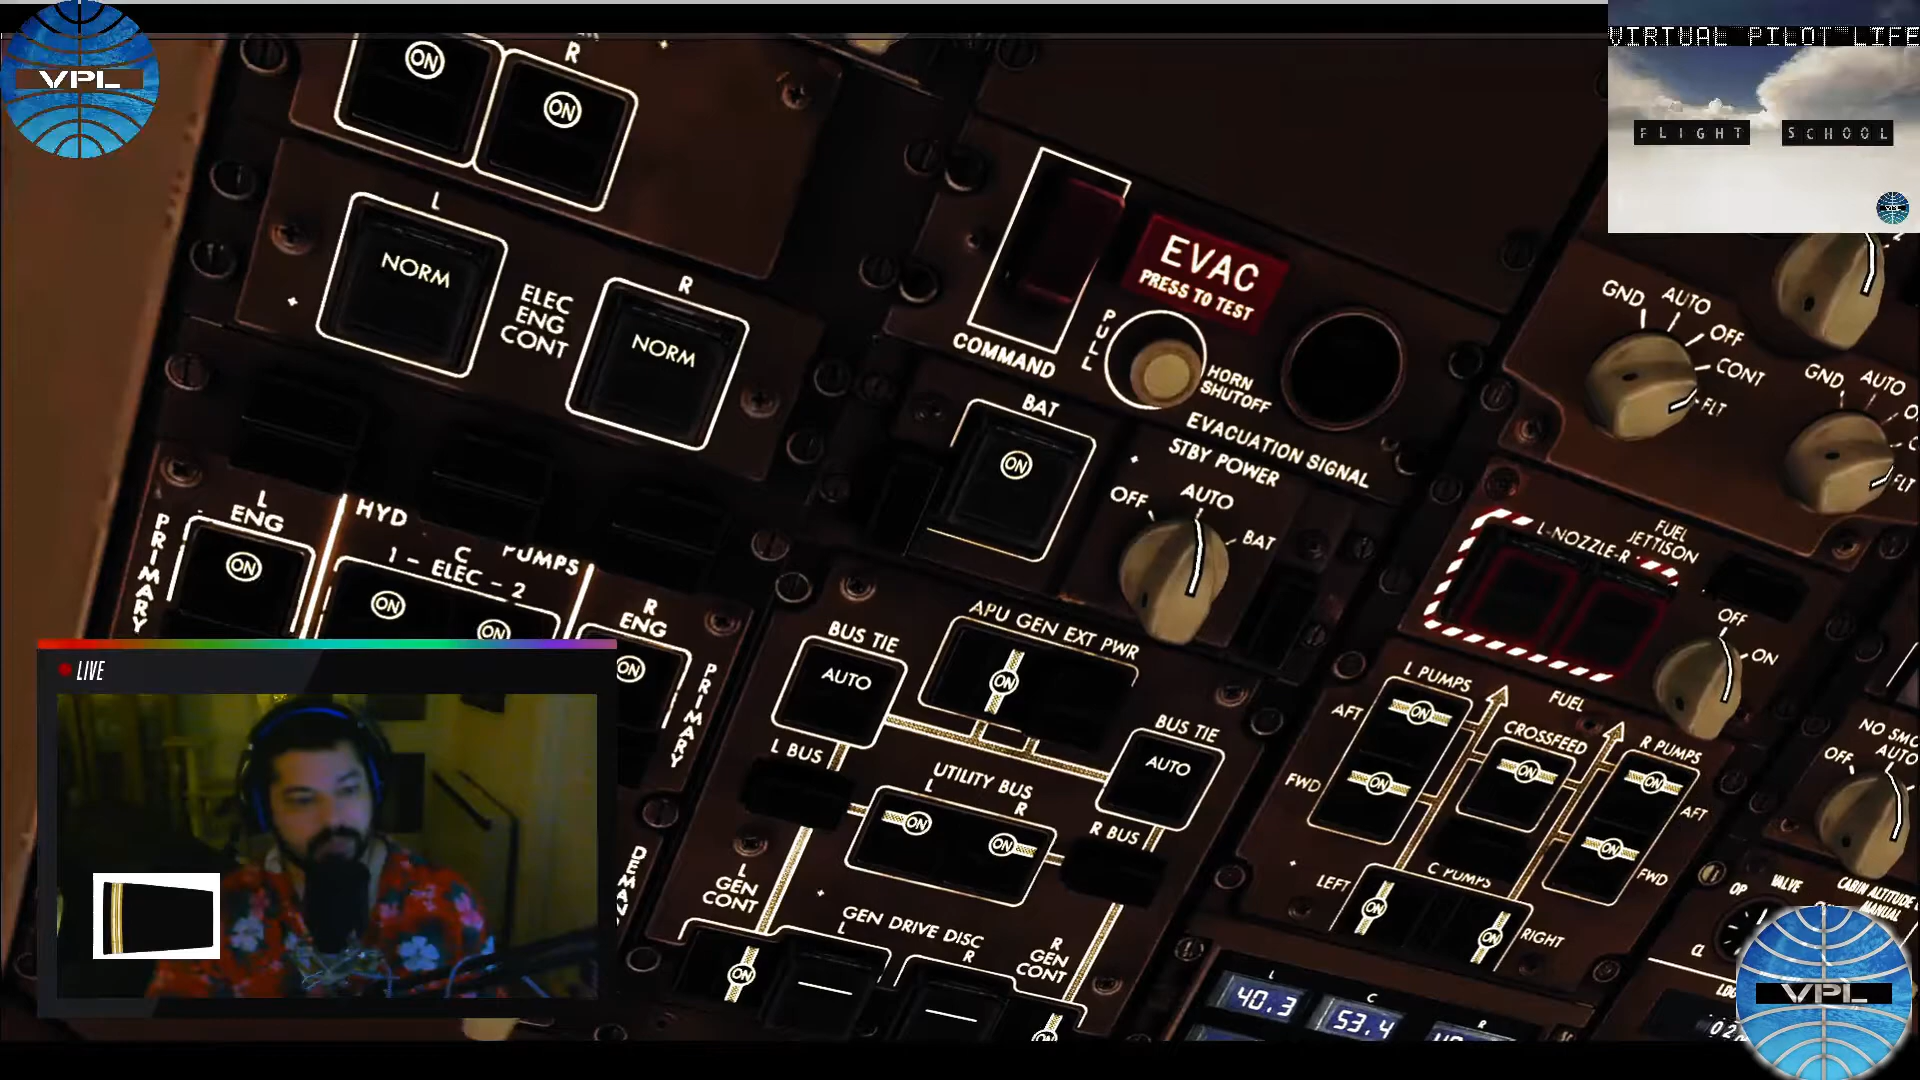 VPL
VIRTUAL PILOT LIFE
FLIGHT SCHOOL
R
ON
ON
L
NORM
ELEC
ENG
CONT
R
NORM
COMMAND
EVAC
PRESS TO TEST
PULL
HORN
SHUTOFF
EVACUATION SIGNAL
BAT
ON
STBY POWER
OFF
AUTO
BAT
GND
AUTO
OFF
CONT
FLT
GND
AUTO
FLT
PRIMARY
L
ENG
ON
HYD
C
PUMPS
1 - ELEC - 2
ON
ON
R
ENG
ON
PRIMARY
LIVE
APU GEN EXT PWR
ON
BUS TIE
AUTO
BUS TIE
AUTO
L BUS
UTILITY BUS
L
R
ON
ON
R BUS
L
GEN
CONT
GEN DRIVE DISC
L
R
R
GEN
CONT
ON
FUEL
JETTISON
L-NOZZLE-R
OFF
ON
L PUMPS
FUEL
AFT
ON
CROSSFEED
R PUMPS
FWD
ON
ON
ON
AFT
ON
FWD
C PUMPS
LEFT
ON
ON
RIGHT
L
40.3
C
53.4
R
OFF
AUTO
VALVE
OP
CL
CABIN ALTITUDE
MANUAL
VPL